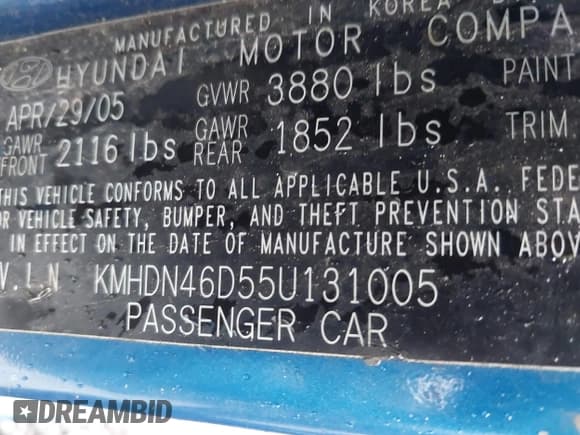 MANUFACTURED IN KOREA
HYUNDAI MOTOR COMPA
APR/29/05 GVWR 3880 lbs PAINT
GAWR FRONT 2116 lbs GAWR REAR 1852 lbs TRIM
THIS VEHICLE CONFORMS TO ALL APPLICABLE U.S.A. FEDE
OR VEHICLE SAFETY, BUMPER, AND THEFT PREVENTION STA
IN EFFECT ON THE DATE OF MANUFACTURE SHOWN ABOV
V.I.N KMHDN46D55U131005
PASSENGER CAR
DREAMBID